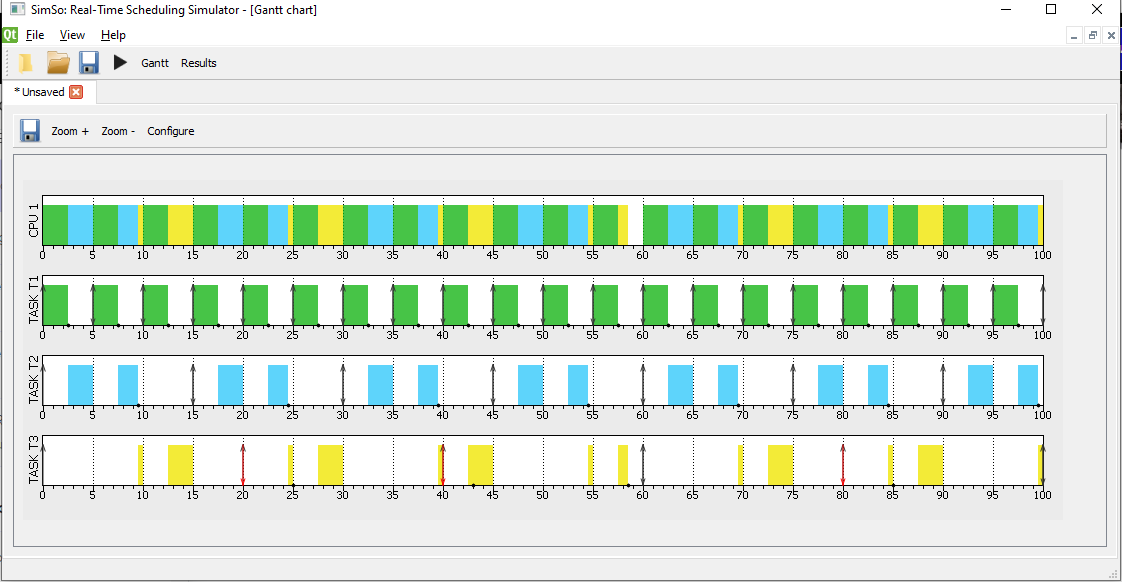 SimSo: Real-Time Scheduling Simulator - [Gantt chart]
Qt File View Help
Gantt Results
* Unsaved
Zoom + Zoom - Configure
CPU 1
0 5 10 15 20 25 30 35 40 45 50 55 60 65 70 75 80 85 90 95 100
TASK T1
0 5 10 15 20 25 30 35 40 45 50 55 60 65 70 75 80 85 90 95 100
TASK T2
0 5 10 15 20 25 30 35 40 45 50 55 60 65 70 75 80 85 90 95 100
TASK T3
0 5 10 15 20 25 30 35 40 45 50 55 60 65 70 75 80 85 90 95 100